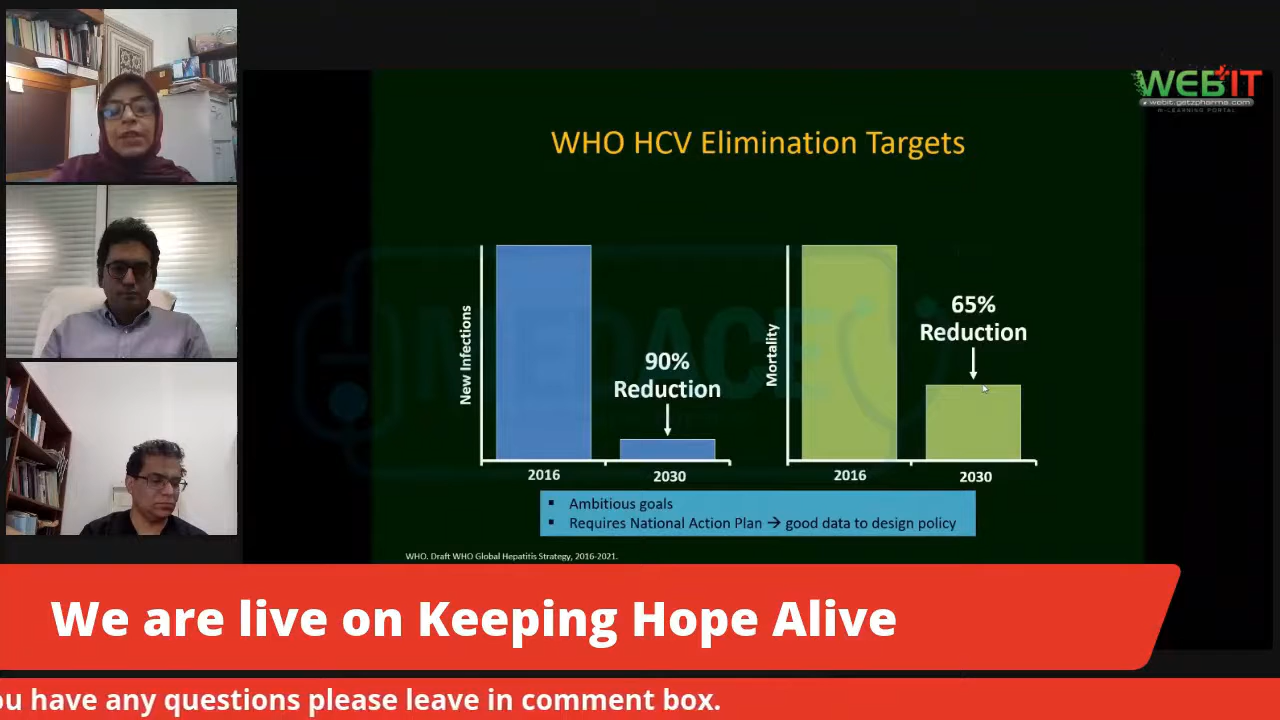 WEBIT
webit.getzpharma.com
WHO HCV Elimination Targets
New Infections
90%
Reduction
2016
2030
Mortality
65%
Reduction
2016
2030
▪ Ambitious goals
▪ Requires National Action Plan → good data to design policy
WHO. Draft WHO Global Hepatitis Strategy, 2016-2021.
MEDACE
We are live on Keeping Hope Alive
ou have any questions please leave in comment box.